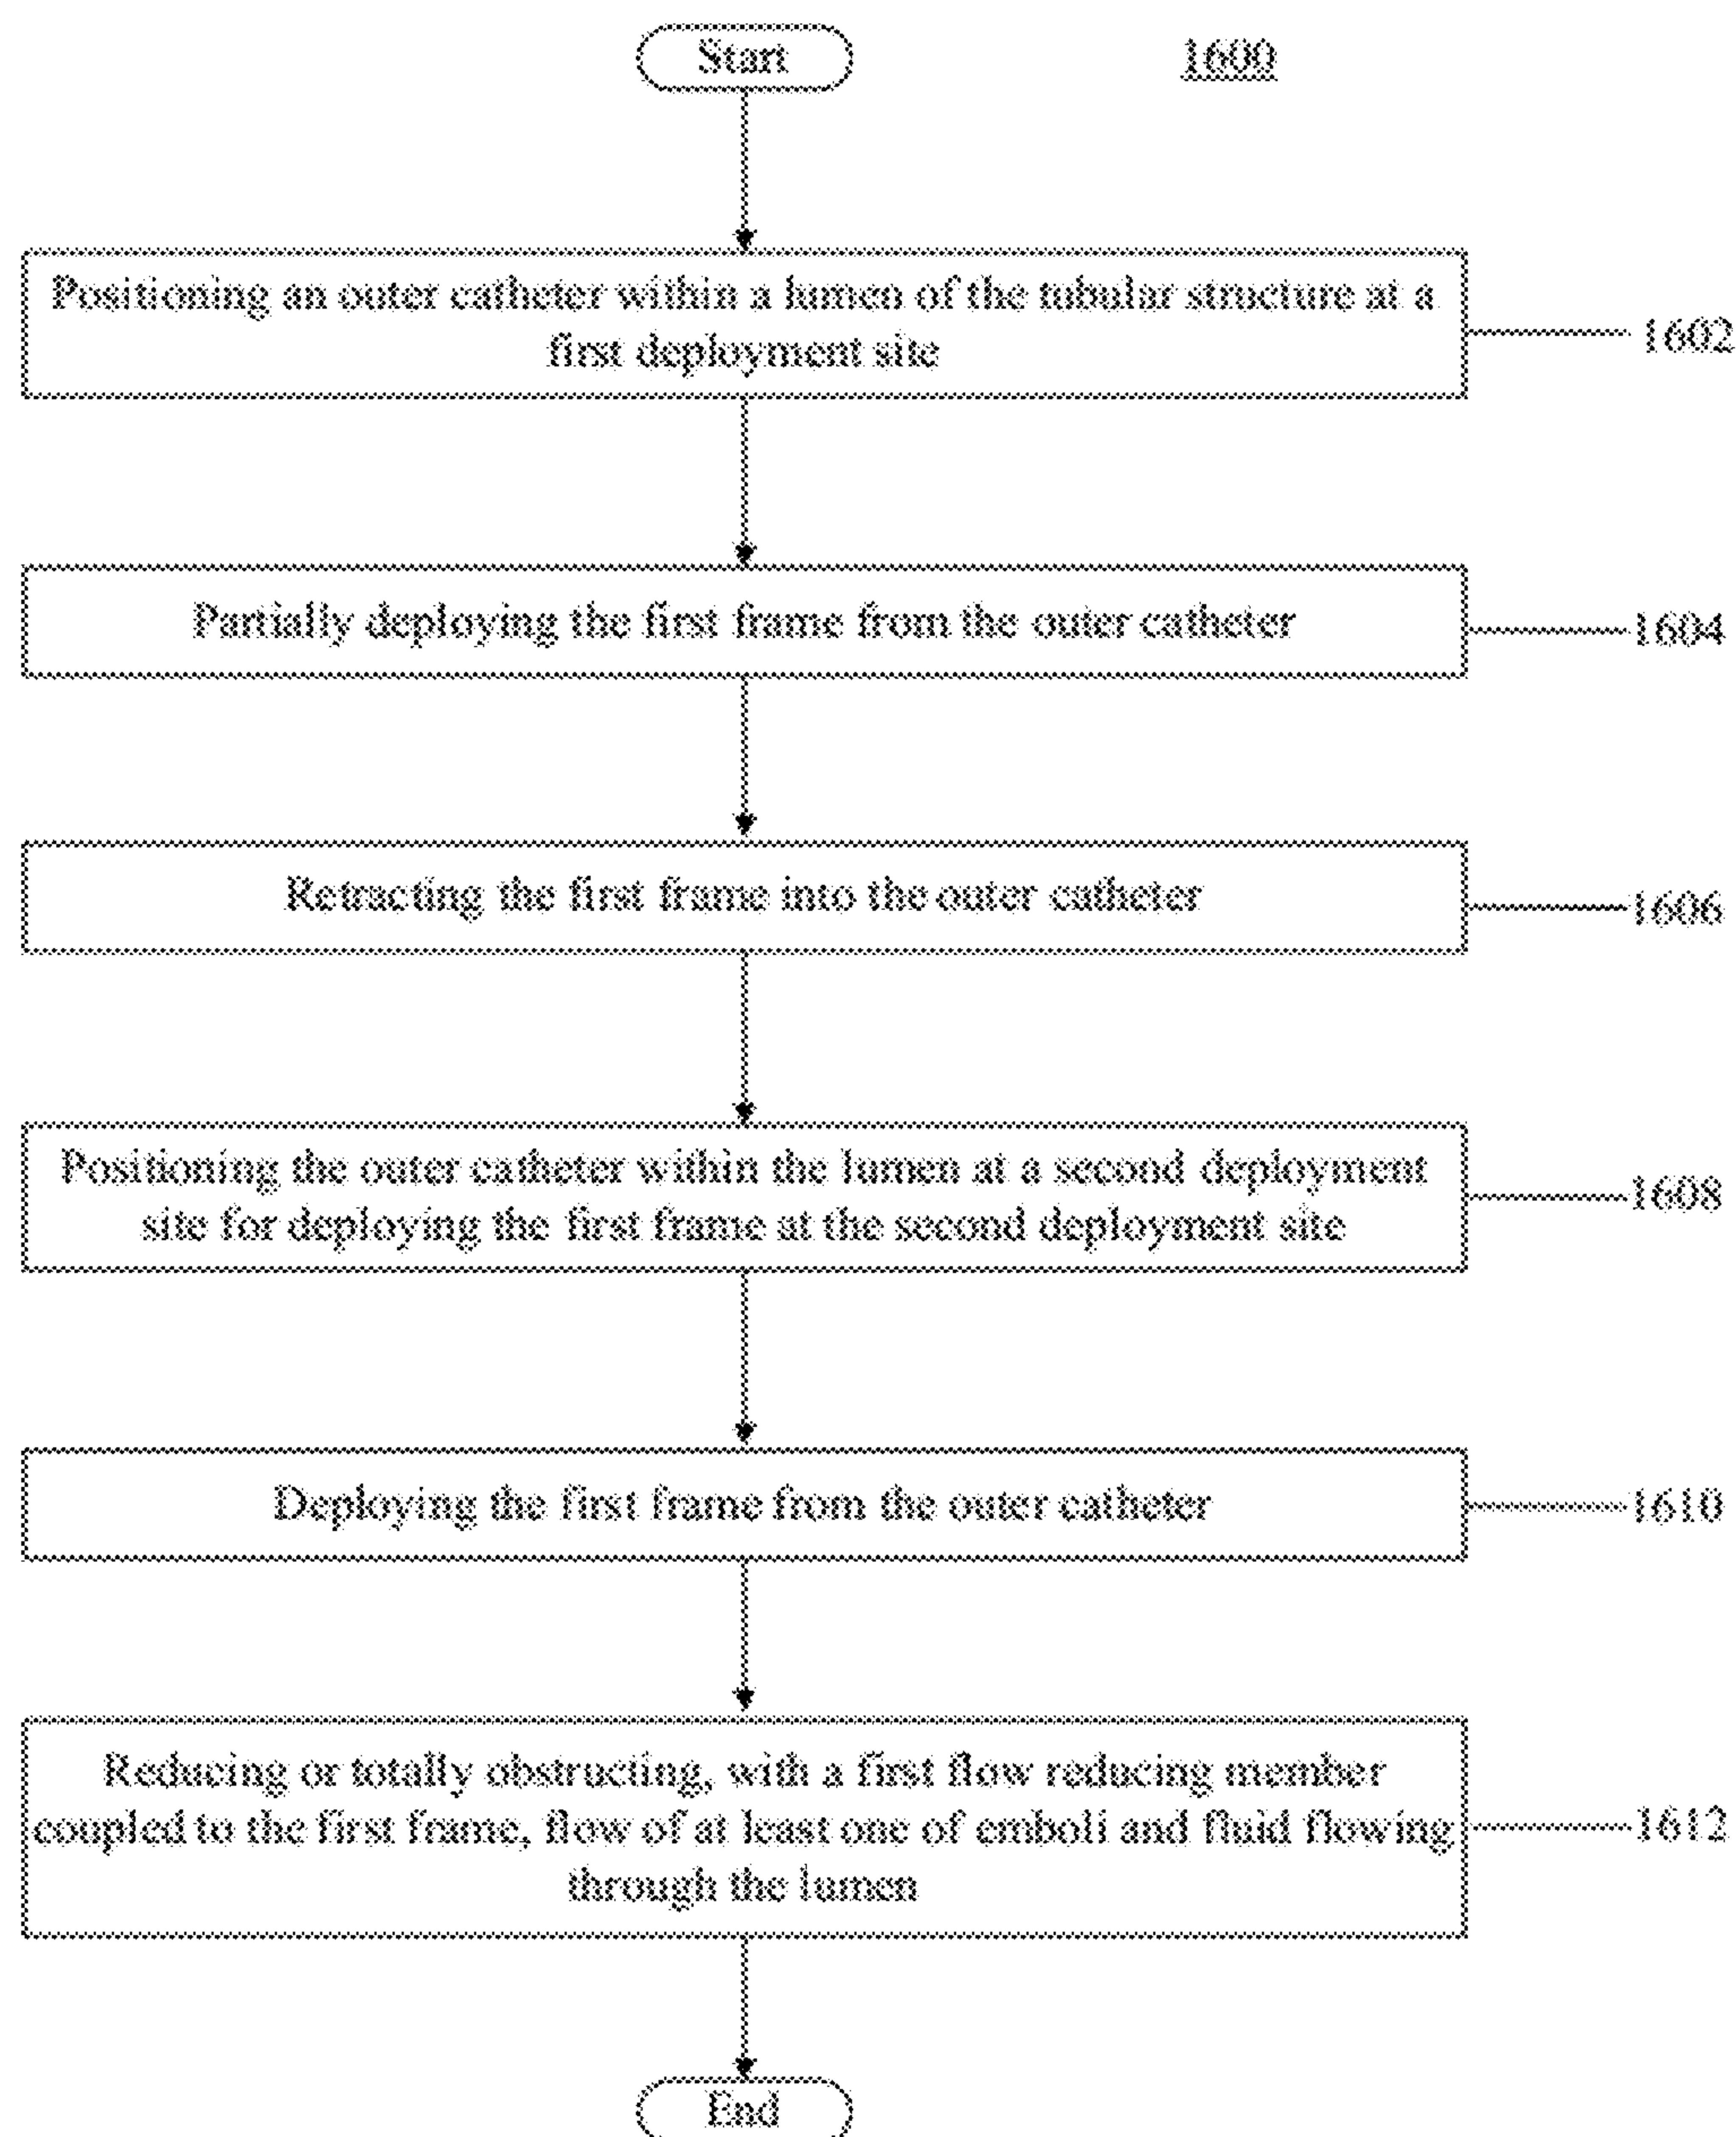 Start
1600
Positioning an outer catheter within a lumen of the tubular structure at a
first deployment site
1602
Partially deploying the first frame from the outer catheter
1604
Retracting the first frame into the outer catheter
1606
Positioning the outer catheter within the lumen at a second deployment
site for deploying the first frame at the second deployment site
1608
Deploying the first frame from the outer catheter
1610
Reducing or totally obstructing, with a first flow reducing member
coupled to the first frame, flow of at least one of emboli and fluid flowing
through the lumen
1612
End